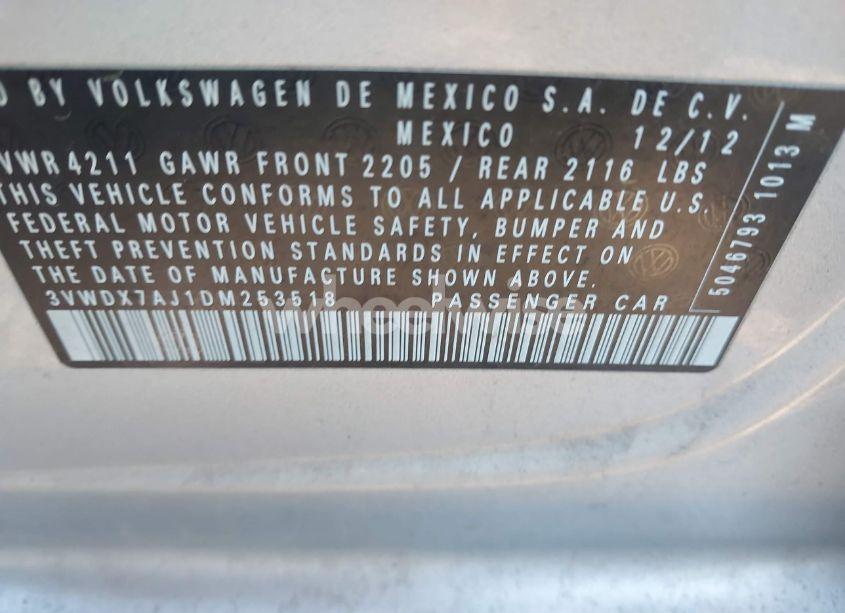 D BY VOLKSWAGEN DE MEXICO S.A. DE C.V.
MEXICO 12/12
VWR 4211 GAWR FRONT 2205 / REAR 2116 LBS
THIS VEHICLE CONFORMS TO ALL APPLICABLE U.S.
FEDERAL MOTOR VEHICLE SAFETY, BUMPER AND
THEFT PREVENTION STANDARDS IN EFFECT ON
THE DATE OF MANUFACTURE SHOWN ABOVE.
3VWDX7AJ1DM253518 PASSENGER CAR
5046793 1013 M